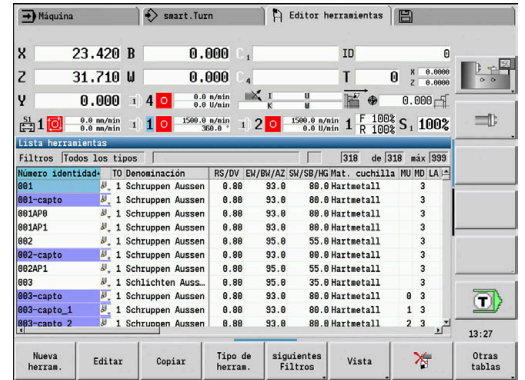 Máquina smart.Turn Editor herramientas
X 23.420 B 0.000 C 1 ID 0
Z 31.710 W 0.000 C 4 T 0 X 0.0000 Z 0.0000
Y 0.000 1) 4 0.0 m/min 0.0 U/min I U K W 0.000
S1 1 0.0 mm/min 0.0 m/min 1) 1 1500.0 m/min 360.0 ° 1) 2 1500.0 m/min 0.0 U/min 1 F 100% R 100% S1 100%
Lista herramientas
Filtros Todos los tipos 318 de 318 máx 999
Número identidad TO Denominación RS/DV EW/BW/AZ SW/SB/HG Mat. cuchilla MU MD LA
001 1 Schruppen Aussen 0.80 93.0 80.0 Hartmetall 3
001-capto 1 Schruppen Aussen 0.80 93.0 80.0 Hartmetall 3
001AP0 1 Schruppen Aussen 0.80 93.0 80.0 Hartmetall 3
001AP1 1 Schruppen Aussen 0.80 93.0 80.0 Hartmetall 3
002 1 Schruppen Aussen 0.80 95.0 55.0 Hartmetall 3
002-capto 1 Schruppen Aussen 0.80 93.0 80.0 Hartmetall 3
002AP1 1 Schruppen Aussen 0.80 95.0 55.0 Hartmetall 3
003 1 Schlichten Auss… 0.80 95.0 35.0 Hartmetall 3
003-capto 1 Schruppen Aussen 0.80 93.0 80.0 Hartmetall 0 3
003-capto_1 1 Schruppen Aussen 0.80 93.0 80.0 Hartmetall 1 3
003-capto_2 1 Schruppen Aussen 0.80 93.0 80.0 Hartmetall 2 3
T
13:27
Nueva herram.
Editar
Copiar
Tipo de herram.
siguientes Filtros
Vista
Otras tablas